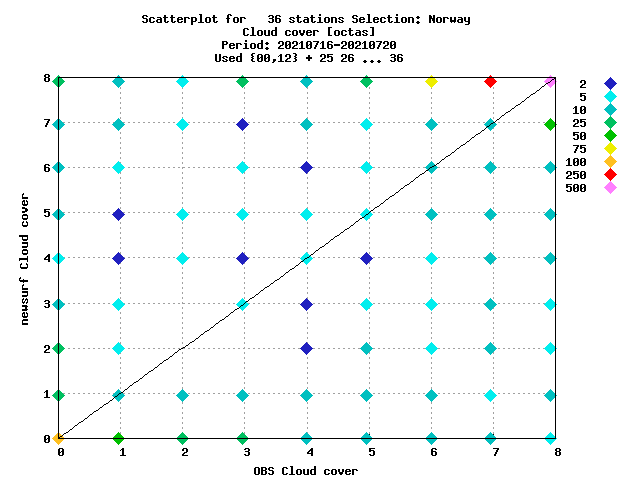 Scatterplot for   36 stations Selection: Norway
Cloud cover [octas]
Period: 20210716-20210720
Used {00,12} + 25 26 ... 36
8
7
6
5
4
3
2
1
0
newsurf Cloud cover
0 1 2 3 4 5 6 7 8
OBS Cloud cover
2
5
10
25
50
75
100
250
500